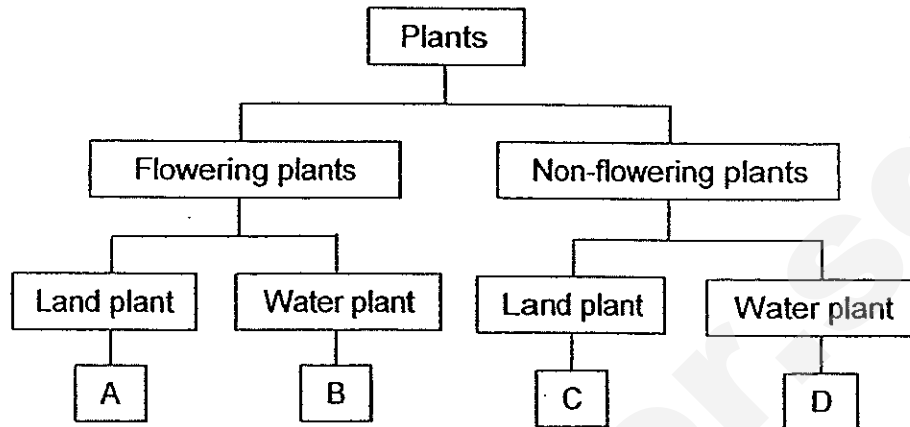 Plants
Flowering plants
Non-flowering plants
Land plant
Water plant
Land plant
Water plant
A
B
C
D